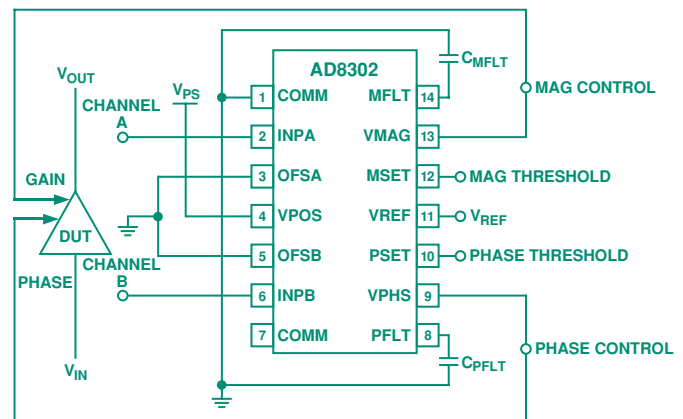 AD8302
VOUT
VPS
CMFLT
CHANNEL
A
1 COMM
MFLT 14
MAG CONTROL
2 INPA
VMAG 13
GAIN
3 OFSA
MSET 12
MAG THRESHOLD
4 VPOS
VREF 11
VREF
DUT
5 OFSB
PSET 10
PHASE THRESHOLD
PHASE
CHANNEL
B
6 INPB
VPHS 9
7 COMM
PFLT 8
PHASE CONTROL
CPFLT
VIN